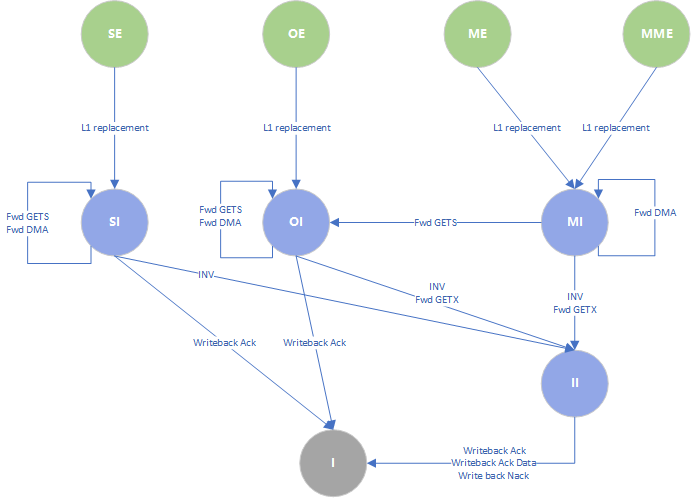 SE
OE
ME
MME
L1 replacement
L1 replacement
L1 replacement
L1 replacement
Fwd GETS
Fwd DMA
SI
Fwd GETS
Fwd DMA
OI
Fwd GETS
MI
Fwd DMA
INV
INV
Fwd GETX
INV
Fwd GETX
Writeback Ack
Writeback Ack
II
I
Writeback Ack
Writeback Ack Data
Write back Nack